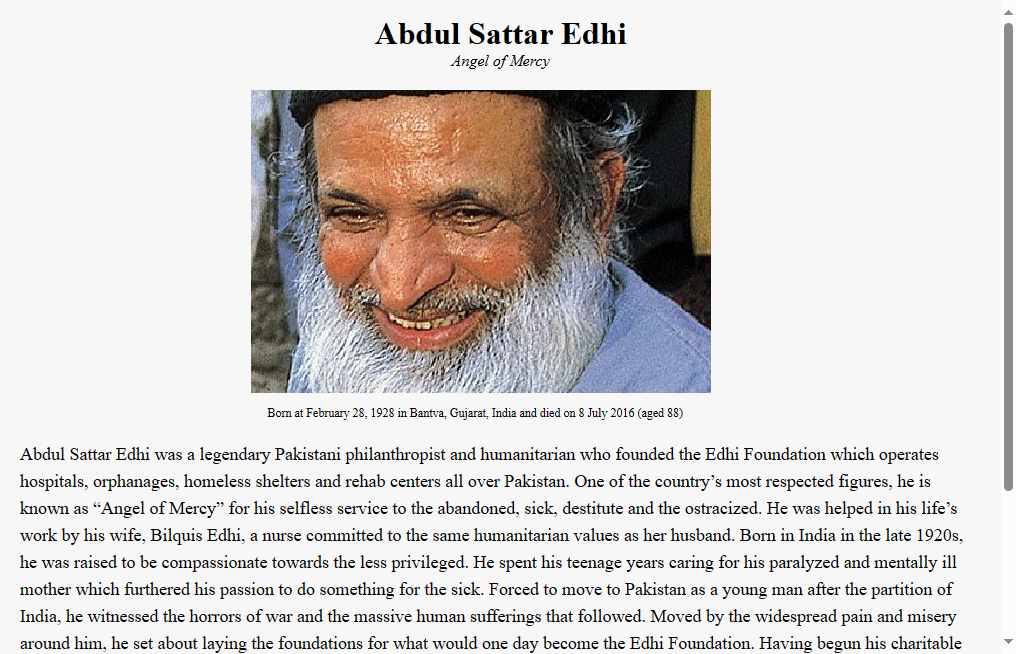 Abdul Sattar Edhi
Angel of Mercy
Born at February 28, 1928 in Bantva, Gujarat, India and died on 8 July 2016 (aged 88)
Abdul Sattar Edhi was a legendary Pakistani philanthropist and humanitarian who founded the Edhi Foundation which operates
hospitals, orphanages, homeless shelters and rehab centers all over Pakistan. One of the country’s most respected figures, he is
known as “Angel of Mercy” for his selfless service to the abandoned, sick, destitute and the ostracized. He was helped in his life’s
work by his wife, Bilquis Edhi, a nurse committed to the same humanitarian values as her husband. Born in India in the late 1920s,
he was raised to be compassionate towards the less privileged. He spent his teenage years caring for his paralyzed and mentally ill
mother which furthered his passion to do something for the sick. Forced to move to Pakistan as a young man after the partition of
India, he witnessed the horrors of war and the massive human sufferings that followed. Moved by the widespread pain and misery
around him, he set about laying the foundations for what would one day become the Edhi Foundation. Having begun his charitable